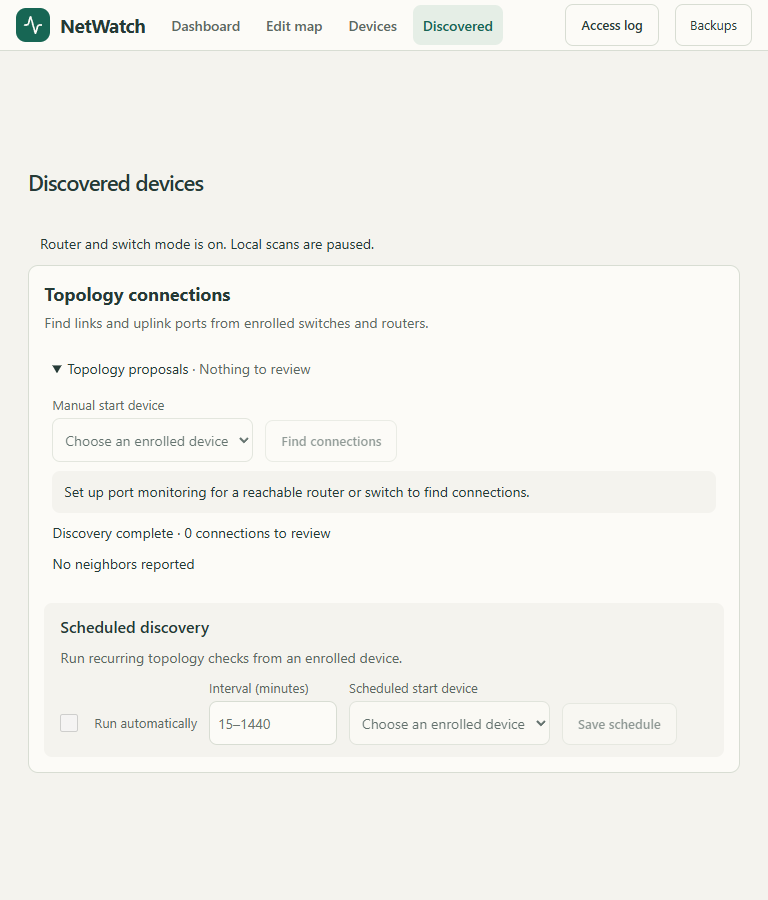 NetWatch Dashboard Edit map Devices Discovered Access log Backups
Discovered devices
Router and switch mode is on. Local scans are paused.
Topology connections
Find links and uplink ports from enrolled switches and routers.
▼ Topology proposals · Nothing to review
Manual start device
Choose an enrolled device Find connections
Set up port monitoring for a reachable router or switch to find connections.
Discovery complete · 0 connections to review
No neighbors reported
Scheduled discovery
Run recurring topology checks from an enrolled device.
Interval (minutes) Scheduled start device
Run automatically 15–1440 Choose an enrolled device Save schedule